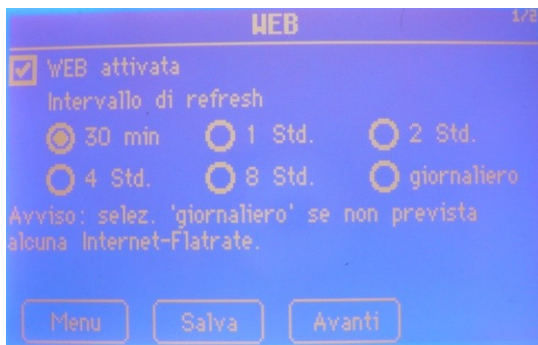 WEB 1/2
WEB attivata
Intervallo di refresh
30 min 1 Std. 2 Std.
4 Std. 8 Std. giornaliero
Avviso: selez. 'giornaliero' se non prevista
alcuna Internet-Flatrate.
Menu Salva Avanti